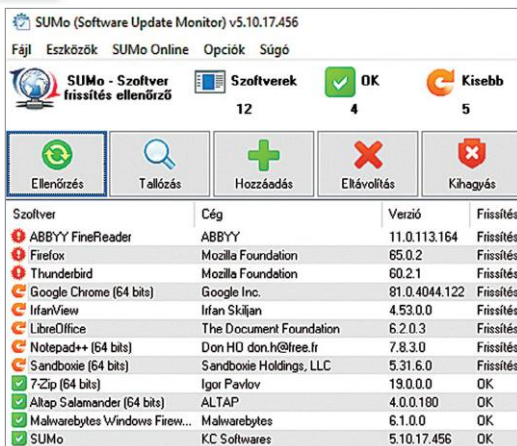 SUMo (Software Update Monitor) v5.10.17.456
Fájl Eszközök SUMo Online Opciók Súgó
SUMo - Szoftver frissítés ellenőrző
Szoftverek
12
OK
4
Kisebb
5
Ellenőrzés Tallózás Hozzáadás Eltávolítás Kihagyás
Szoftver Cég Verzió Frissítés
ABBYY FineReader ABBYY 11.0.113.164 Frissítés
Firefox Mozilla Foundation 65.0.2 Frissítés
Thunderbird Mozilla Foundation 60.2.1 Frissítés
Google Chrome (64 bits) Google Inc. 81.0.4044.122 Frissítés
IrfanView Irfan Skiljan 4.53.0.0 Frissítés
LibreOffice The Document Foundation 6.2.0.3 Frissítés
Notepad++ (64 bits) Don HO don.h@free.fr 7.8.3.0 Frissítés
Sandboxie (64 bits) Sandboxie Holdings, LLC 5.31.6.0 Frissítés
7-Zip (64 bits) Igor Pavlov 19.0.0.0 OK
Altap Salamander (64 bits) ALTAP 4.0.0.180 OK
Malwarebytes Windows Firew... Malwarebytes 6.1.0.0 OK
SUMo KC Softwares 5.10.17.456 OK